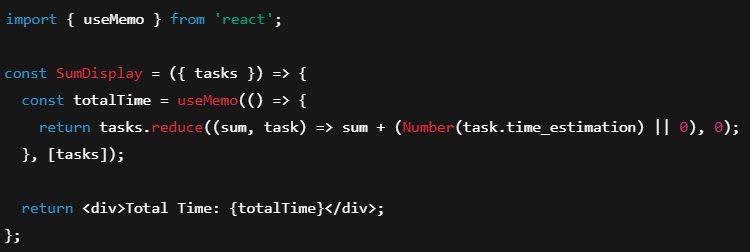 import { useMemo } from 'react';

const SumDisplay = ({ tasks }) => {
  const totalTime = useMemo(() => {
    return tasks.reduce((sum, task) => sum + (Number(task.time_estimation) || 0), 0);
  }, [tasks]);

  return <div>Total Time: {totalTime}</div>;
};